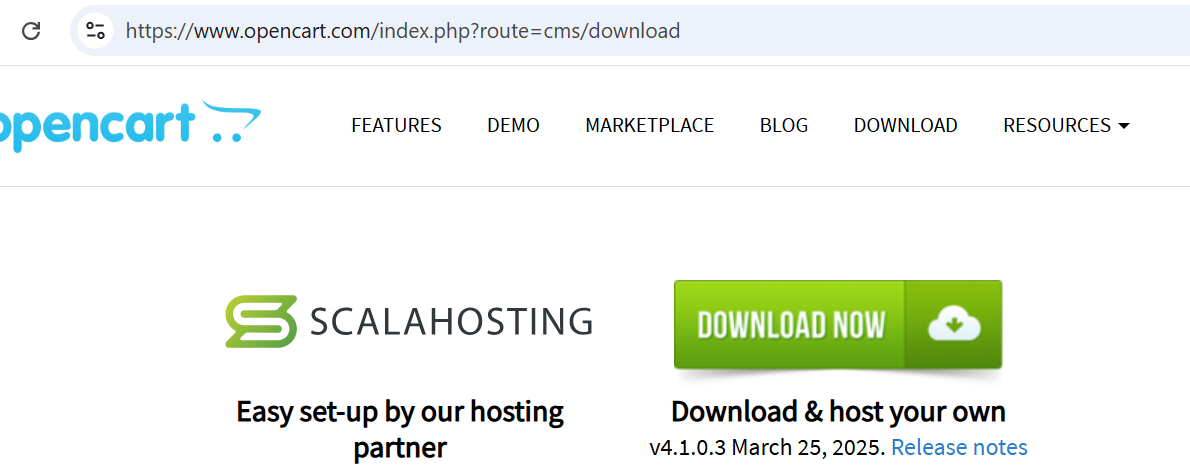 https://www.opencart.com/index.php?route=cms/download
opencart
FEATURES DEMO MARKETPLACE BLOG DOWNLOAD RESOURCES
SCALAHOSTING
DOWNLOAD NOW
Easy set-up by our hosting
partner
Download & host your own
v4.1.0.3 March 25, 2025. Release notes